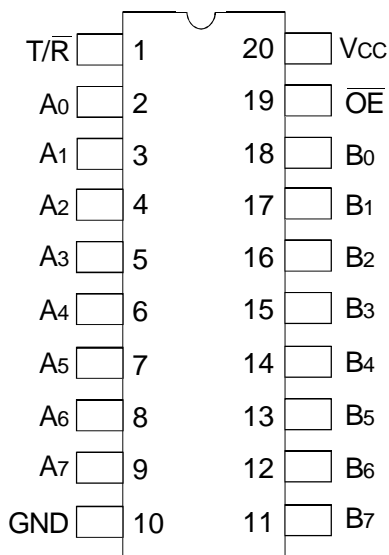 T/R̅ 1 20 VCC
A0 2 19 O̅E̅
A1 3 18 B0
A2 4 17 B1
A3 5 16 B2
A4 6 15 B3
A5 7 14 B4
A6 8 13 B5
A7 9 12 B6
GND 10 11 B7